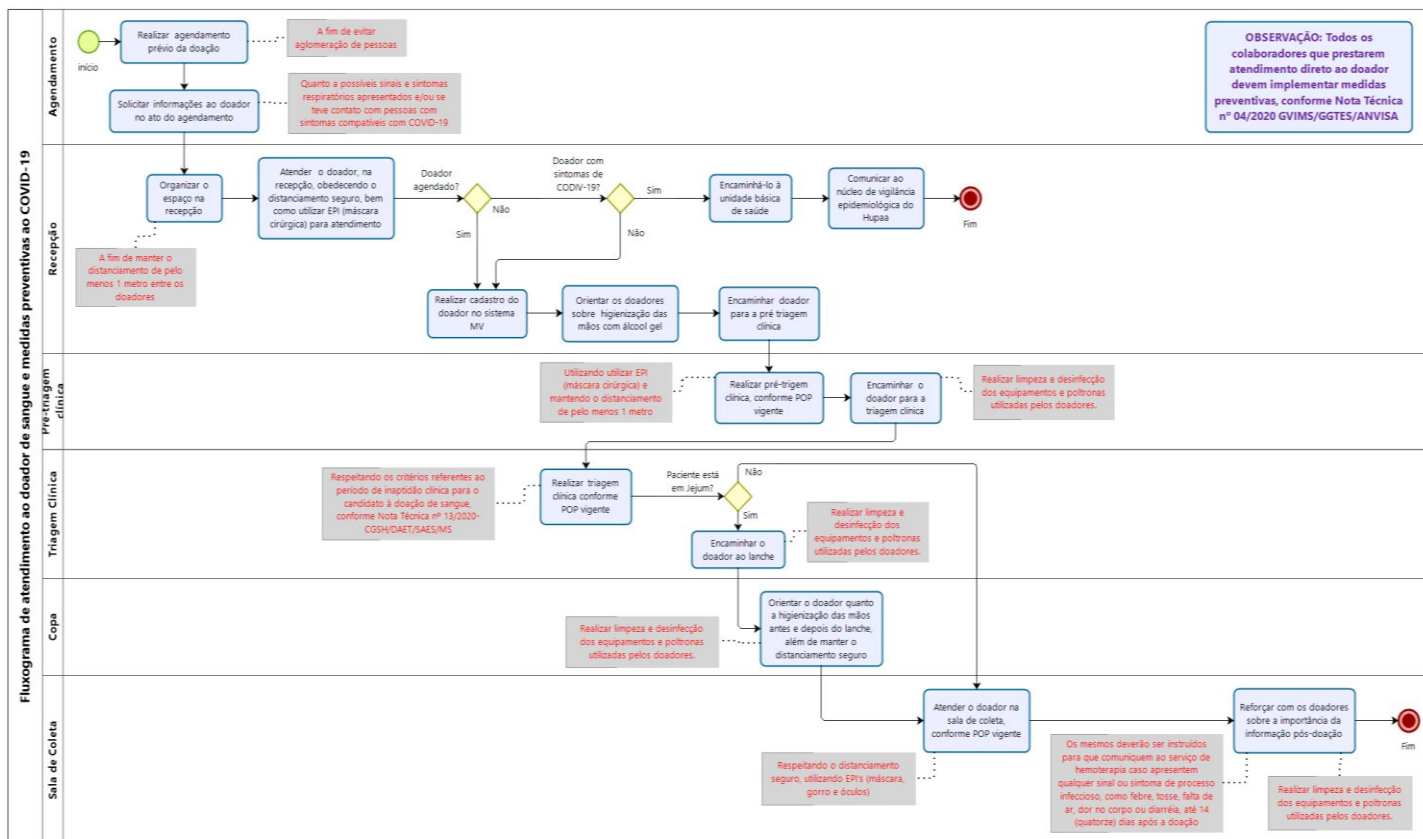 Fluxograma de atendimento ao doador de sangue e medidas preventivas ao COVID-19
Agendamento
início
Realizar agendamento
prévio da doação
A fim de evitar
aglomeração de pessoas
Solicitar informações ao doador
no ato do agendamento
Quanto a possíveis sinais e sintomas
respiratórios apresentados e/ou se
teve contato com pessoas com
sintomas compatíveis com COVID-19
OBSERVAÇÃO: Todos os
colaboradores que prestarem
atendimento direto ao doador
devem implementar medidas
preventivas, conforme Nota Técnica
nº 04/2020 GVIMS/GGTES/ANVISA
Recepção
Organizar o
espaço na
recepção
A fim de manter o
distanciamento de pelo
menos 1 metro entre os
doadores
Atender o doador, na
recepção, obedecendo o
distanciamento seguro, bem
como utilizar EPI (máscara
cirúrgica) para atendimento
Doador
agendado?
Não
Sim
Doador com
sintomas de
CODIV-19?
Sim
Não
Encaminhá-lo à
unidade básica
de saúde
Comunicar ao
núcleo de vigilância
epidemiológica do
Hupaa
Fim
Realizar cadastro do
doador no sistema
MV
Orientar os doadores
sobre higienização das
mãos com álcool gel
Encaminhar doador
para a pré triagem
clínica
Pré-triagem
clínica
Utilizando utilizar EPI
(máscara cirúrgica) e
mantendo o distanciamento
de pelo menos 1 metro
Realizar pré-trigem
clínica, conforme POP
vigente
Encaminhar o
doador para a
triagem clínica
Realizar limpeza e desinfecção
dos equipamentos e poltronas
utilizadas pelos doadores.
Triagem Clínica
Respeitando os critérios referentes ao
período de inaptidão clínica para o
candidato à doação de sangue,
conforme Nota Técnica nº 13/2020-
CGSH/DAET/SAES/MS
Realizar triagem
clínica conforme
POP vigente
Paciente está
em Jejum?
Não
Sim
Encaminhar o
doador ao lanche
Realizar limpeza e
desinfecção dos
equipamentos e poltronas
utilizadas pelos doadores.
Copa
Realizar limpeza e desinfecção
dos equipamentos e poltronas
utilizadas pelos doadores.
Orientar o doador quanto
a higienização das mãos
antes e depois do lanche,
além de manter o
distanciamento seguro
Sala de Coleta
Atender o doador na
sala de coleta,
conforme POP vigente
Respeitando o distanciamento
seguro, utilizando EPI's (máscara,
gorro e óculos)
Reforçar com os doadores
sobre a importância da
informação pós-doação
Os mesmos deverão ser instruídos
para que comuniquem ao serviço de
hemoterapia caso apresentem
qualquer sinal ou sintoma de processo
infeccioso, como febre, tosse, falta de
ar, dor no corpo ou diarréia, até 14
(quatorze) dias após a doação
Realizar limpeza e desinfecção
dos equipamentos e poltronas
utilizadas pelos doadores.
Fim